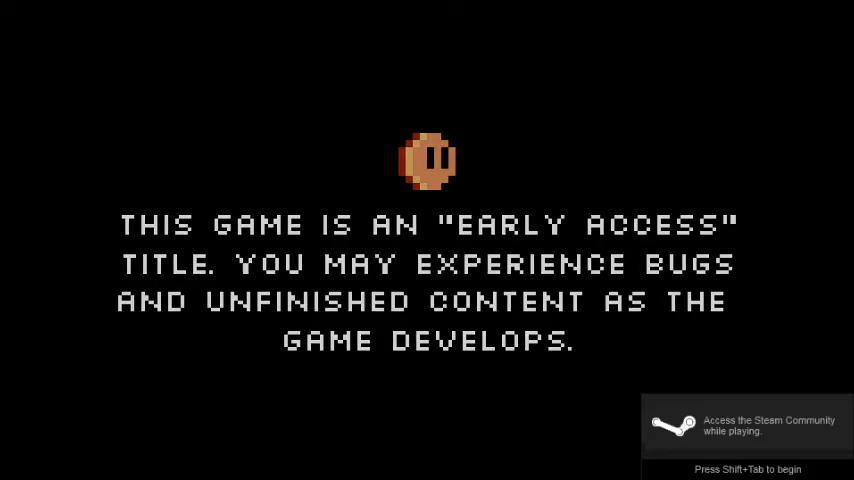 THIS GAME IS AN "EARLY ACCESS"
TITLE. YOU MAY EXPERIENCE BUGS
AND UNFINISHED CONTENT AS THE
GAME DEVELOPS.
Access the Steam Community
while playing.
Press Shift+Tab to begin